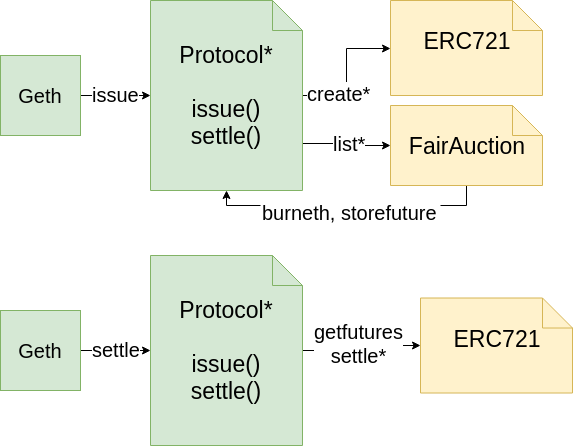 Geth
issue
Protocol*
issue()
settle()
create*
ERC721
list*
FairAuction
burneth, storefuture
Geth
settle
Protocol*
issue()
settle()
getfutures
settle*
ERC721